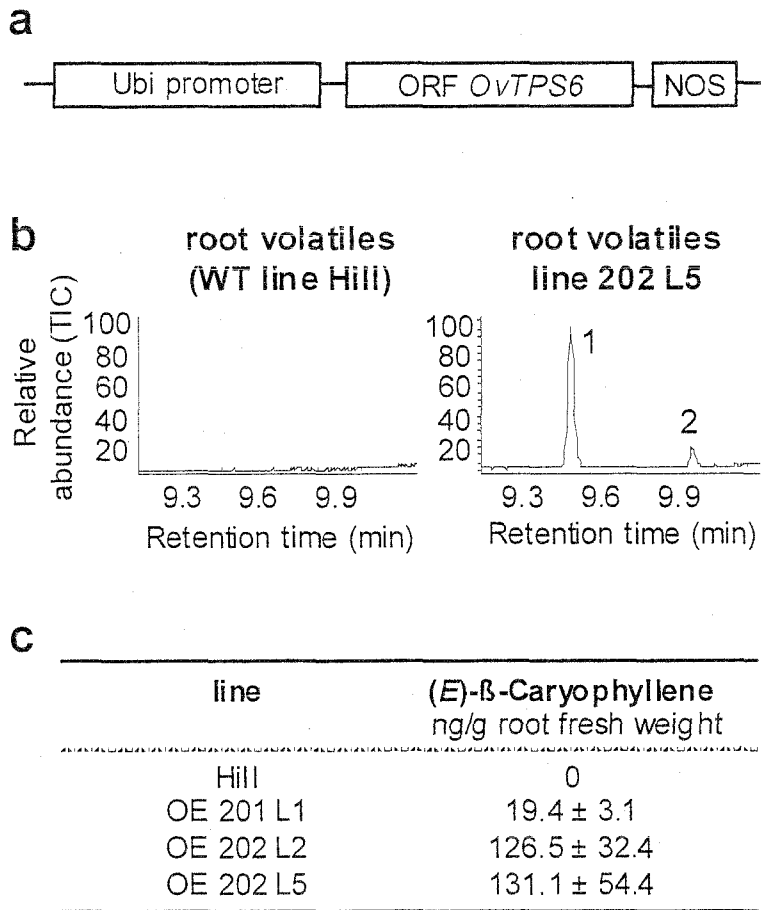 a
Ubi promoter
ORF OvTPS6
NOS
b
root volatiles
(WT line Hill)
root volatiles
line 202 L5
Relative
abundance (TIC)
100
80
60
40
20
9.3 9.6 9.9
Retention time (min)
100
80
60
40
20
1
2
9.3 9.6 9.9
Retention time (min)
c
line (E)-ß-Caryophyllene
ng/g root fresh weight
Hill 0
OE 201 L1 19.4 ± 3.1
OE 202 L2 126.5 ± 32.4
OE 202 L5 131.1 ± 54.4